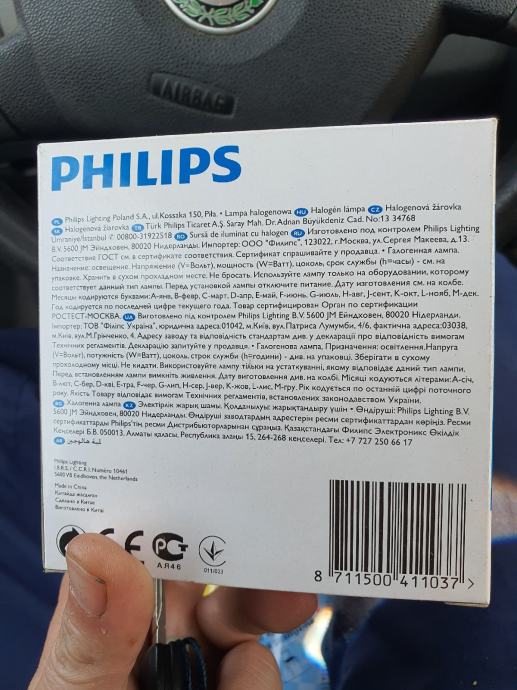 AIRBAG
PHILIPS
PL Philips Lighting Poland S.A., ul.Kossaka 150, Piła. • Lampa halogenowa HU Halogén lámpa CZ Halogenová žárovka
SK Halogenová žárovka TR Türk Philips Ticaret A.Ş. Saray Mah. Dr. Adnan Büyükdeniz Cad. No:13 34768
Umraniye/İstanbul ✆ 00800-31922518 RO Sursă de iluminat cu halogen RU Изготовлено под контролем Philips Lighting
B.V. 5600 JM Эйндховен, 80020 Нидерланды. Импортер: ООО "Филипс", 123022, г.Москва, ул.Сергея Макеева, д.13.
Соответствие ГОСТ см. в сертификате соответствия. Сертификат спрашивайте у продавца. • Галогенная лампа.
Назначение: освещение. Напряжение (V=Вольт), мощность (W=Ватт), цоколь, срок службы (h=часы) - см. на
упаковке. Хранить в сухом прохладном месте. Не бросать. Используйте лампу только на оборудовании, которому
соответствует данный тип лампы. Перед установкой лампы отключите питание. Дату изготовления см. на колбе.
Месяцы кодируются буквами: A-янв, B-февр, C-март, D-апр, E-май, F-июнь, G-июль, H-авг, J-сент, K-окт, L-нояб, M-дек.
Год кодируется по последней цифре текущего года. Товар сертифицирован Орган по сертификации
РОСТЕСТ-МОСКВА UA Виготовлено під контролем Philips Lighting B.V. 5600 JM Ейндховен, 80020 Нідерланди.
Імпортер: ТОВ "Філіпс Україна", юридична адреса:01042, м.Київ, вул.Патриса Лумумби, 4/6, фактична адреса:03038,
м.Київ, вул.М.Грінченко, 4. Адресу заводу та відповідність стандартам див. у декларації про відповідність вимогам
Технічних регламентів. Декларацію запитуйте у продавця. • Галогенова лампа. Призначення: освітлення. Напруга
(V=Вольт), потужність (W=Ватт), цоколь, строк служби (h=години) - див. на упаковці. Зберігати в сухому
прохолодному місці. Не кидати. Використовуйте лампу тільки на устаткуванні, якому відповідає даний тип лампи.
Перед встановленням лампи вимкніть живлення. Дату виготовлення див. на колбі. Місяці кодуються літерами: A-січ,
B-лют, C-бер, D-кві, E-тра, F-чер, G-лип, H-сер, J-вер, K-жов, L-лис, M-гру. Рік кодується по останній цифрі поточного
року. Якість Товару відповідає вимогам Технічних регламентів, встановлених законодавством України.
BG Халогенна лампа KZ Электірлік жарық шамы. Қолданылуы: жарықтандыру үшін • Өндіруші: Philips Lighting B.V.
5600 JM Эйндховен, 80020 Нидерланды Өндіруші заводтардың адрестерін ресми сертификаттардан көріңіз. Ресми
сертификаттарды Philips'тің ресми Дистрибьюторларынан сұраңыз. Қазақстандағы Филипс Электроникс Өкілдік
Кеңсесі Б.В. 050013, Алматы қаласы, Республика алаңы 15, 264-268 кеңселері. Тел: +7 727 250 66 17
AR لمبة هالوجين
Philips Lighting
I.B.R.S. / C.C.R.I. Numéro 10461
5600 VB Eindhoven, the Netherlands
Made in China
Китайда жасалған
Сделано в Китае
Виготовлено в Китаї
CE
АЯ46
011/023
8 711500 411037 >